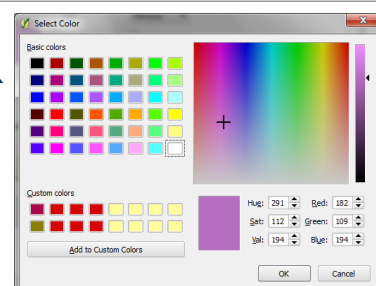 Select Color
Basic colors
Custom colors
Add to Custom Colors
Hue: 291
Red: 182
Sat: 112
Green: 109
Val: 194
Blue: 194
OK
Cancel